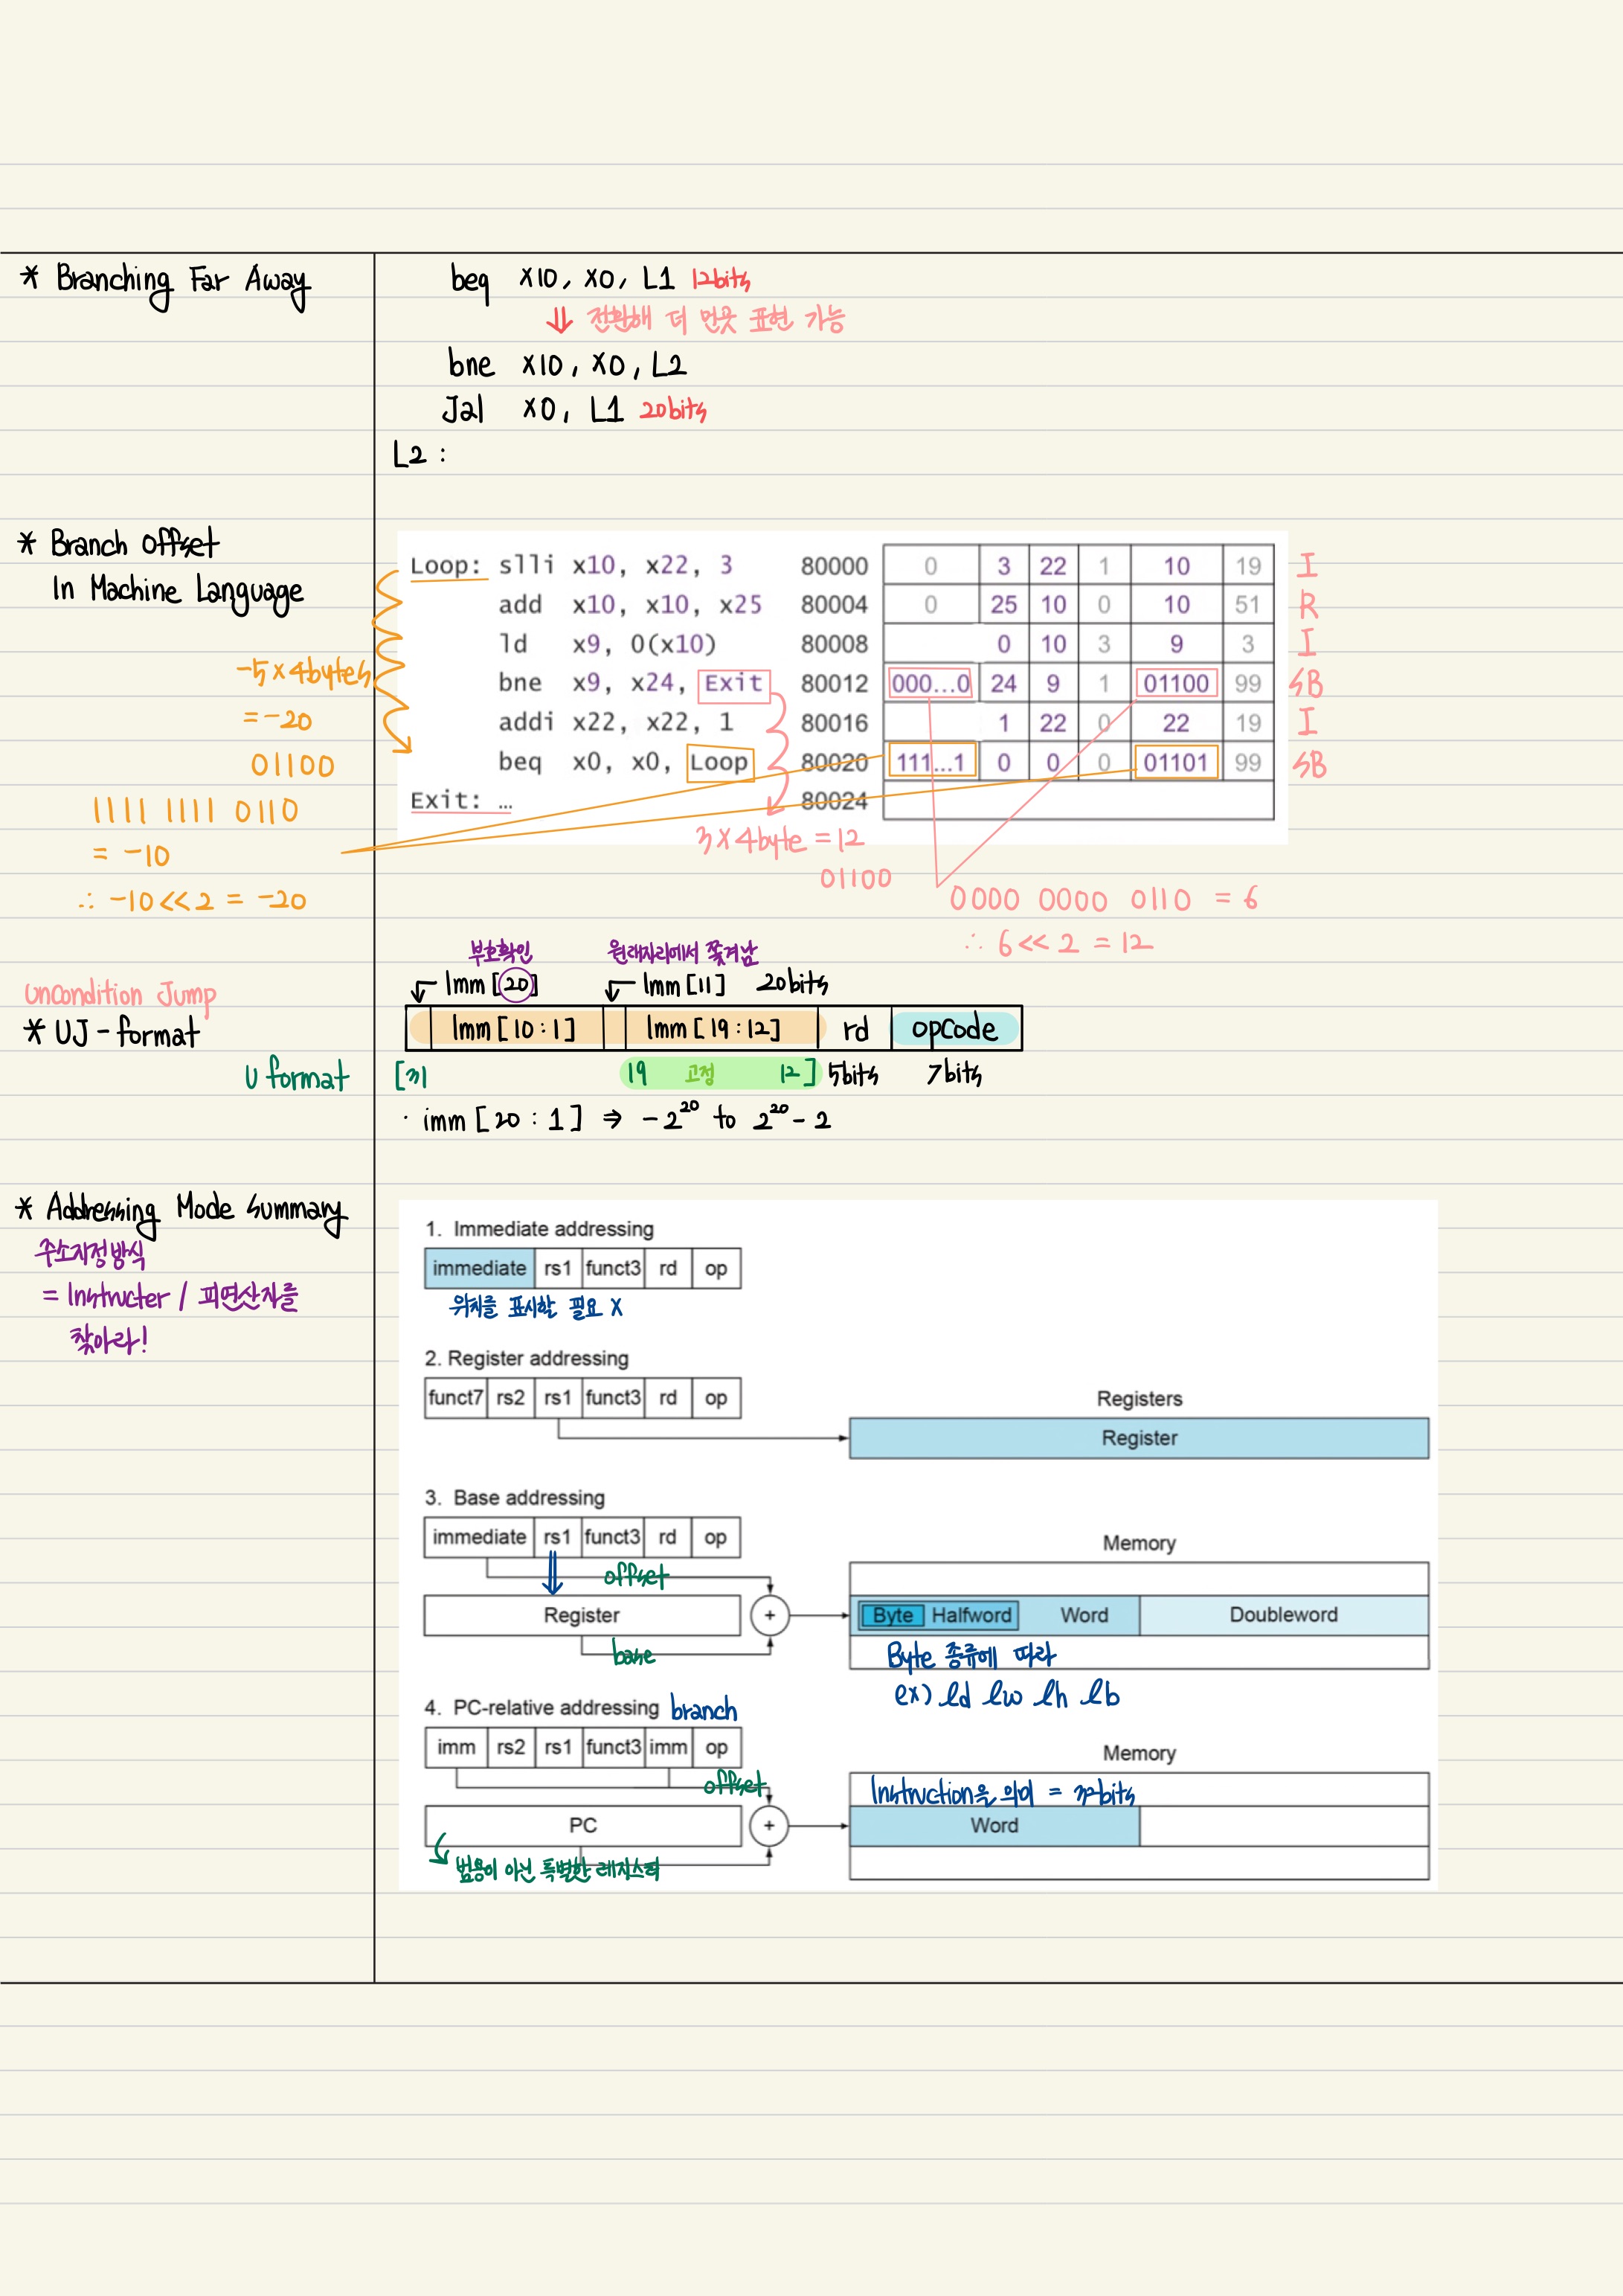 * Branching Far Away
beq x10, x0, L1 12bits
⇓ 전환해 더 먼곳 표현 가능
bne x10, x0, L2
Jal x0, L1 20bits
L2 :
* Branch Offset
In Machine Language
-5×4bytes
= -20
01100
1111 1111 0110
= -10
∴ -10<<2 = -20
Loop: slli x10, x22, 3 80000 0 3 22 1 10 19 I
add x10, x10, x25 80004 0 25 10 0 10 51 R
ld x9, 0(x10) 80008 0 10 3 9 3 I
bne x9, x24, Exit 80012 000...0 24 9 1 01100 99 SB
addi x22, x22, 1 80016 1 22 0 22 19 I
beq x0, x0, Loop 80020 111...1 0 0 0 01101 99 SB
Exit: … 80024
3×4byte = 12
01100
0000 0000 0110 = 6
∴ 6<< 2 = 12
Uncondition Jump
* UJ - format
U format
부호확인 원래자리에서 쫓겨남
Imm [20] Imm [11] 20bits
Imm [10 : 1] Imm [19 : 12] rd opcode
[31 19 고정 12] 5bits 7bits
· imm [20 : 1] ⇒ -2²⁰ to 2²⁰ - 2
* Addressing Mode Summary
주소지정방식
= Instructer / 피연산자를
찾아라!
1. Immediate addressing
immediate rs1 funct3 rd op
위치를 표시할 필요 X
2. Register addressing
funct7 rs2 rs1 funct3 rd op
Registers
Register
3. Base addressing
immediate rs1 funct3 rd op
Memory
offset
Register +
base
Byte Halfword Word Doubleword
Byte 종류에 따라
ex) ld lw lh lb
4. PC-relative addressing branch
imm rs2 rs1 funct3 imm op
Memory
offset
Instruction을 의미 = 32bits
PC + Word
범용이 아닌 특별한 레지스터